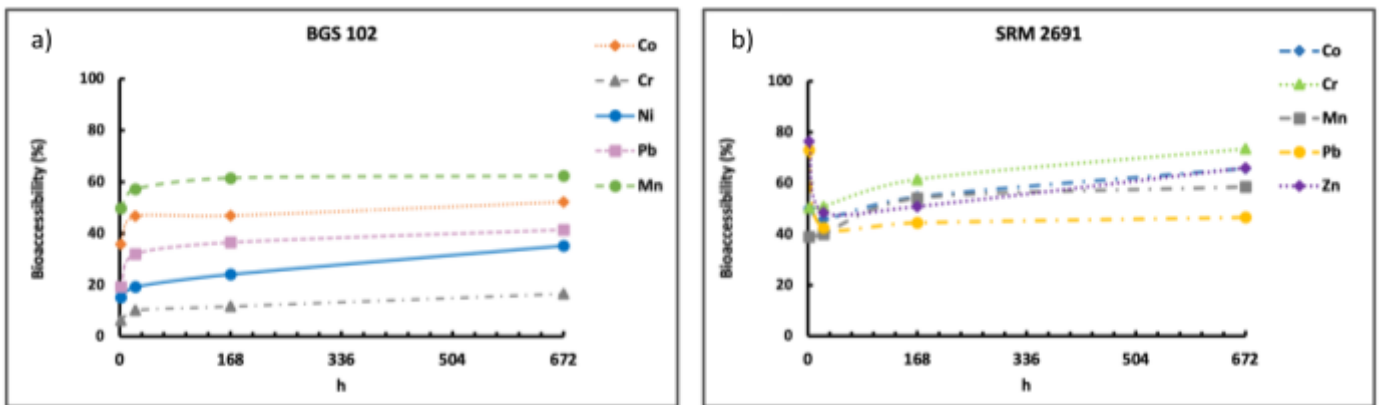 a)
BGS 102
Co
Cr
Ni
Pb
Mn
Bioaccessibility (%)
100
80
60
40
20
0
0 168 336 504 672
h
b)
SRM 2691
Co
Cr
Mn
Pb
Zn
Bioaccessibility (%)
100
80
60
40
20
0
0 168 336 504 672
h